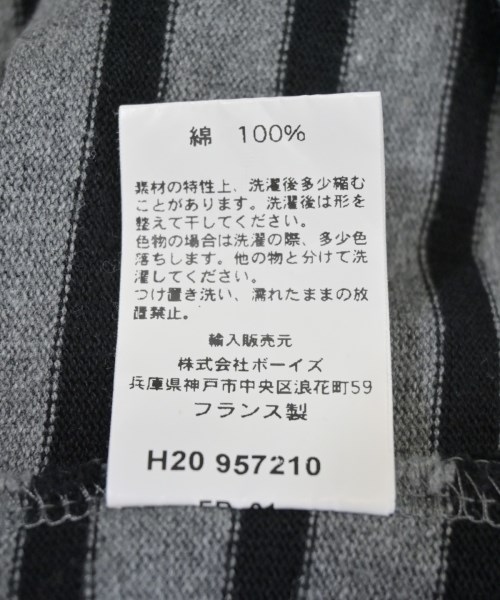 綿 100%
素材の特性上、洗濯後多少縮む
ことがあります。洗濯後は形を
整えて干してください。
色物の場合は洗濯の際、多少色
落ちします。他の物と分けて洗
濯してください。
つけ置き洗い、濡れたままの放
置禁止。
輸入販売元
株式会社ボーイズ
兵庫県神戸市中央区浪花町59
フランス製
H20 957210